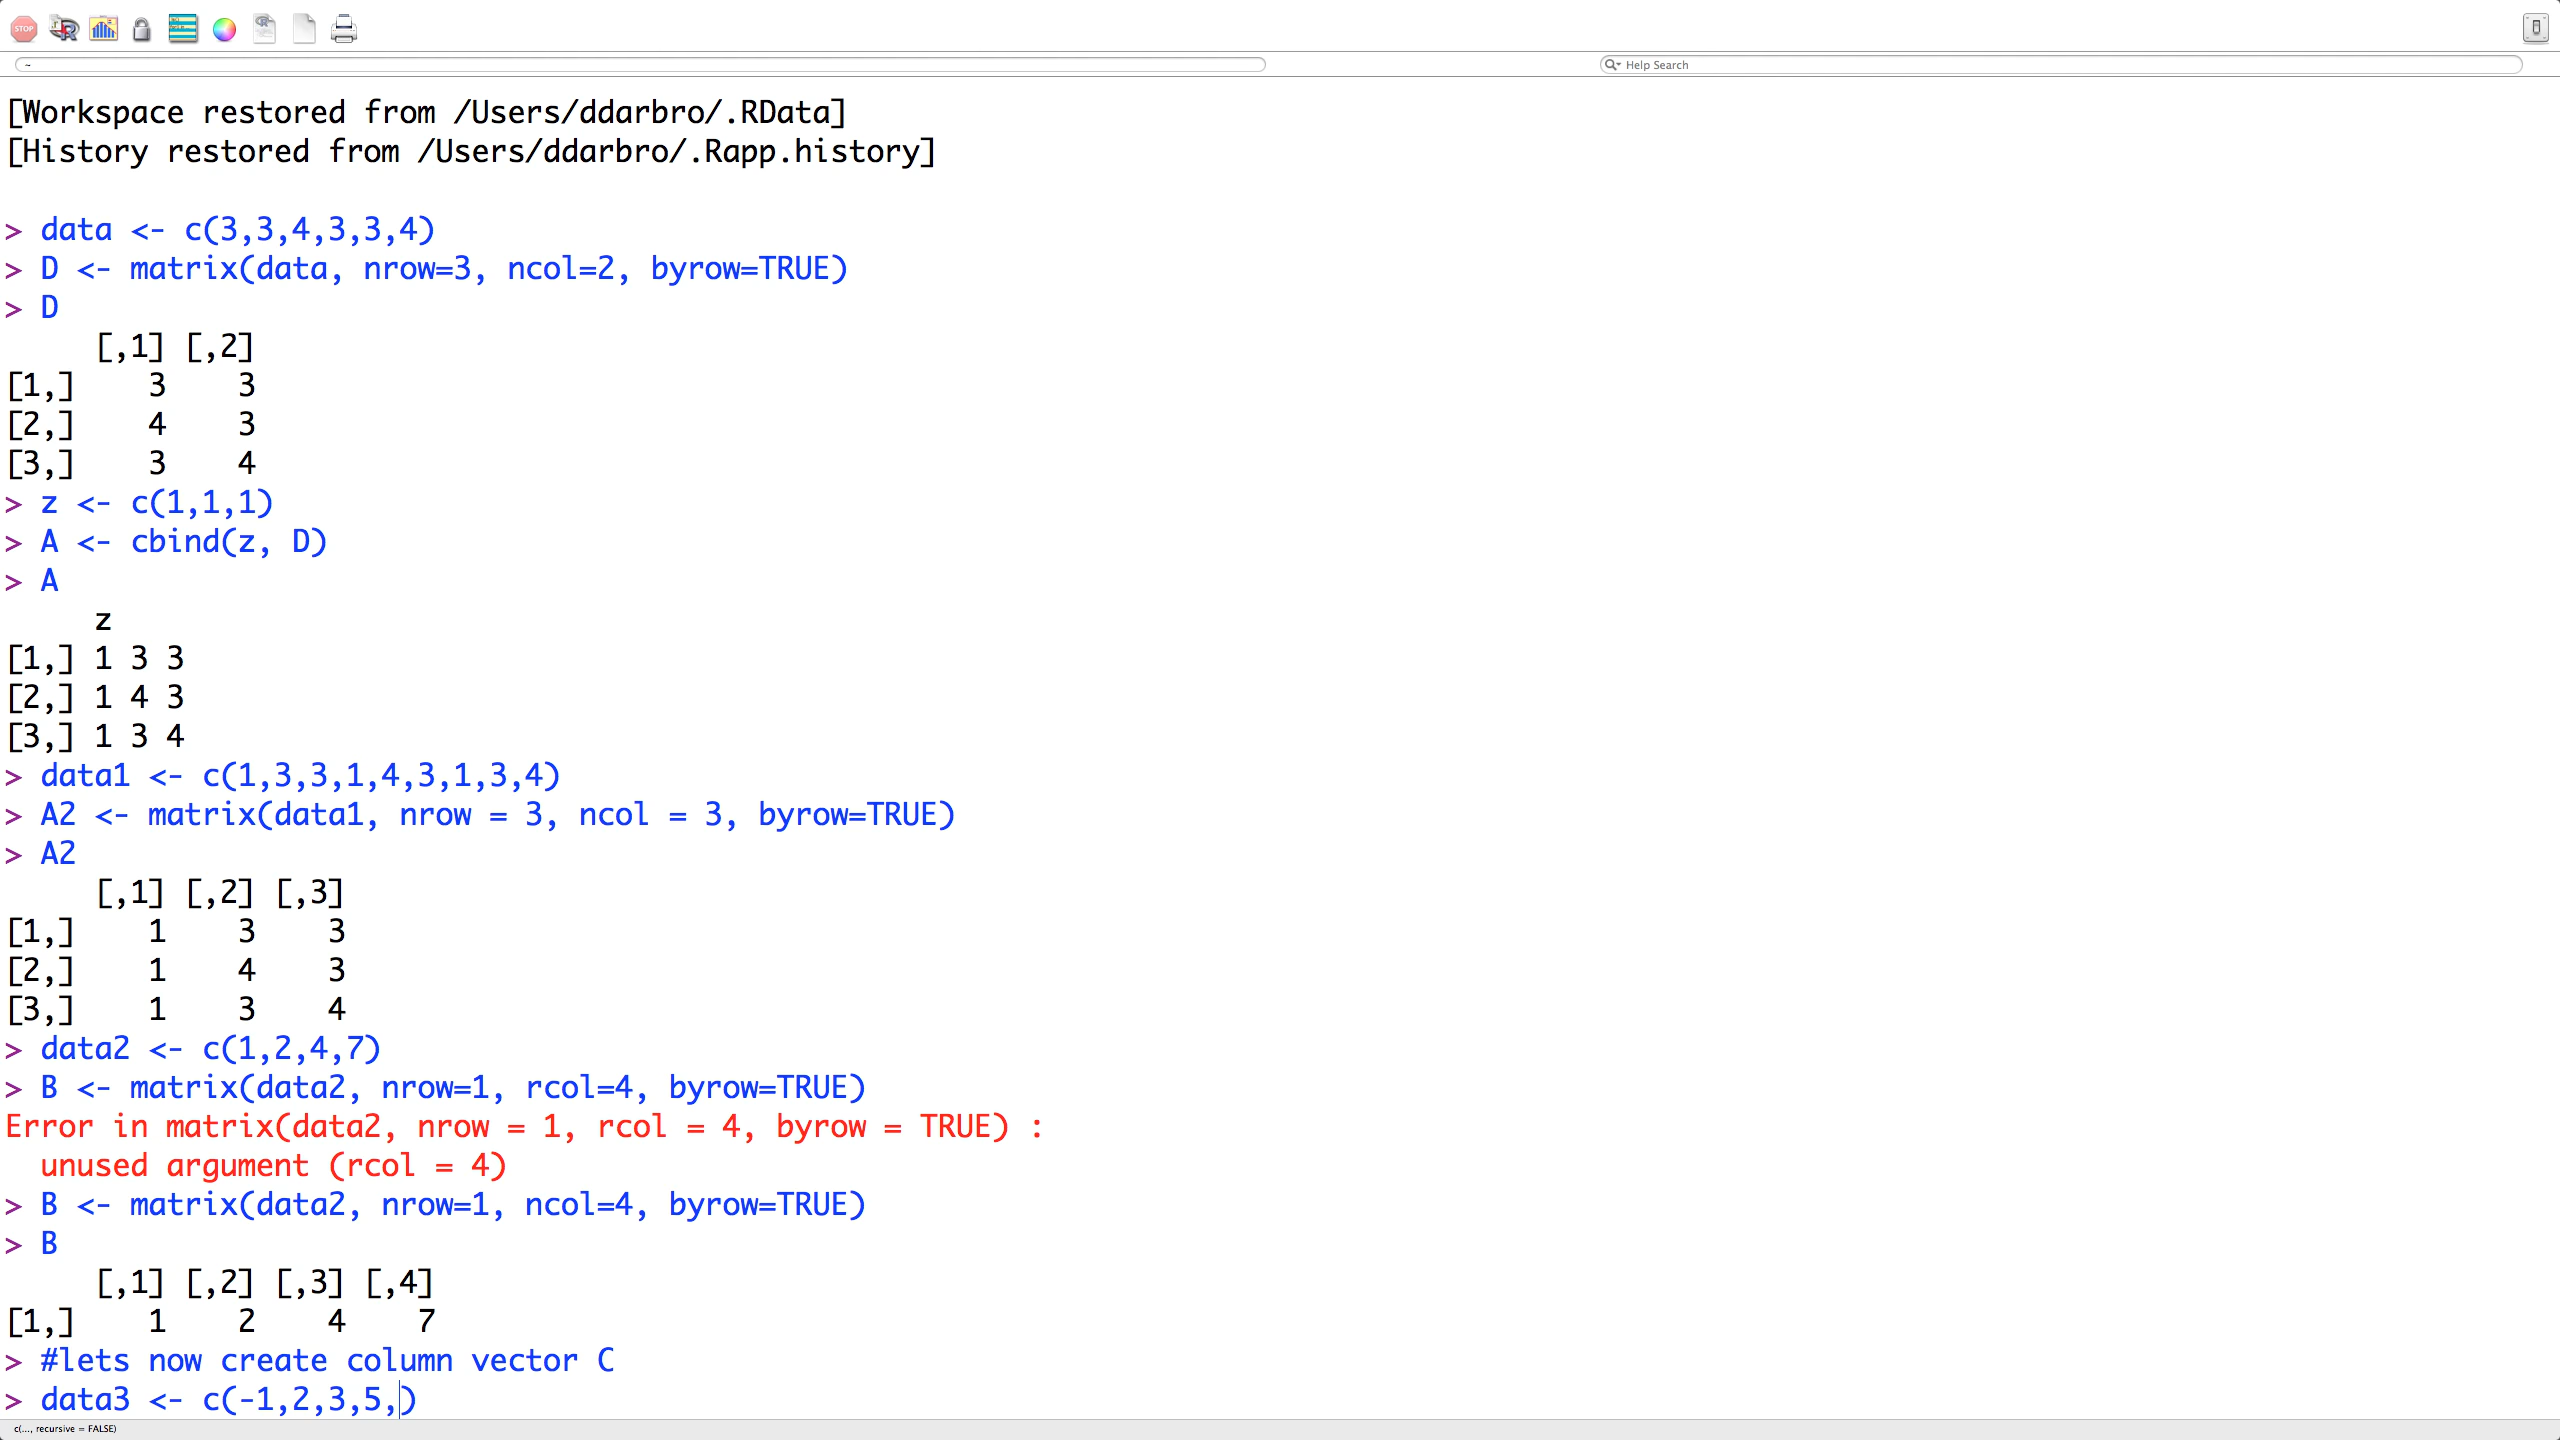 STOP
~
Help Search
[Workspace restored from /Users/ddarbro/.RData]
[History restored from /Users/ddarbro/.Rapp.history]
> data <- c(3,3,4,3,3,4)
> D <- matrix(data, nrow=3, ncol=2, byrow=TRUE)
> D
     [,1] [,2]
[1,]    3    3
[2,]    4    3
[3,]    3    4
> z <- c(1,1,1)
> A <- cbind(z, D)
> A
     z
[1,] 1 3 3
[2,] 1 4 3
[3,] 1 3 4
> data1 <- c(1,3,3,1,4,3,1,3,4)
> A2 <- matrix(data1, nrow = 3, ncol = 3, byrow=TRUE)
> A2
     [,1] [,2] [,3]
[1,]    1    3    3
[2,]    1    4    3
[3,]    1    3    4
> data2 <- c(1,2,4,7)
> B <- matrix(data2, nrow=1, rcol=4, byrow=TRUE)
Error in matrix(data2, nrow = 1, rcol = 4, byrow = TRUE) :
  unused argument (rcol = 4)
> B <- matrix(data2, nrow=1, ncol=4, byrow=TRUE)
> B
     [,1] [,2] [,3] [,4]
[1,]    1    2    4    7
> #lets now create column vector C
> data3 <- c(-1,2,3,5,)
c(..., recursive = FALSE)